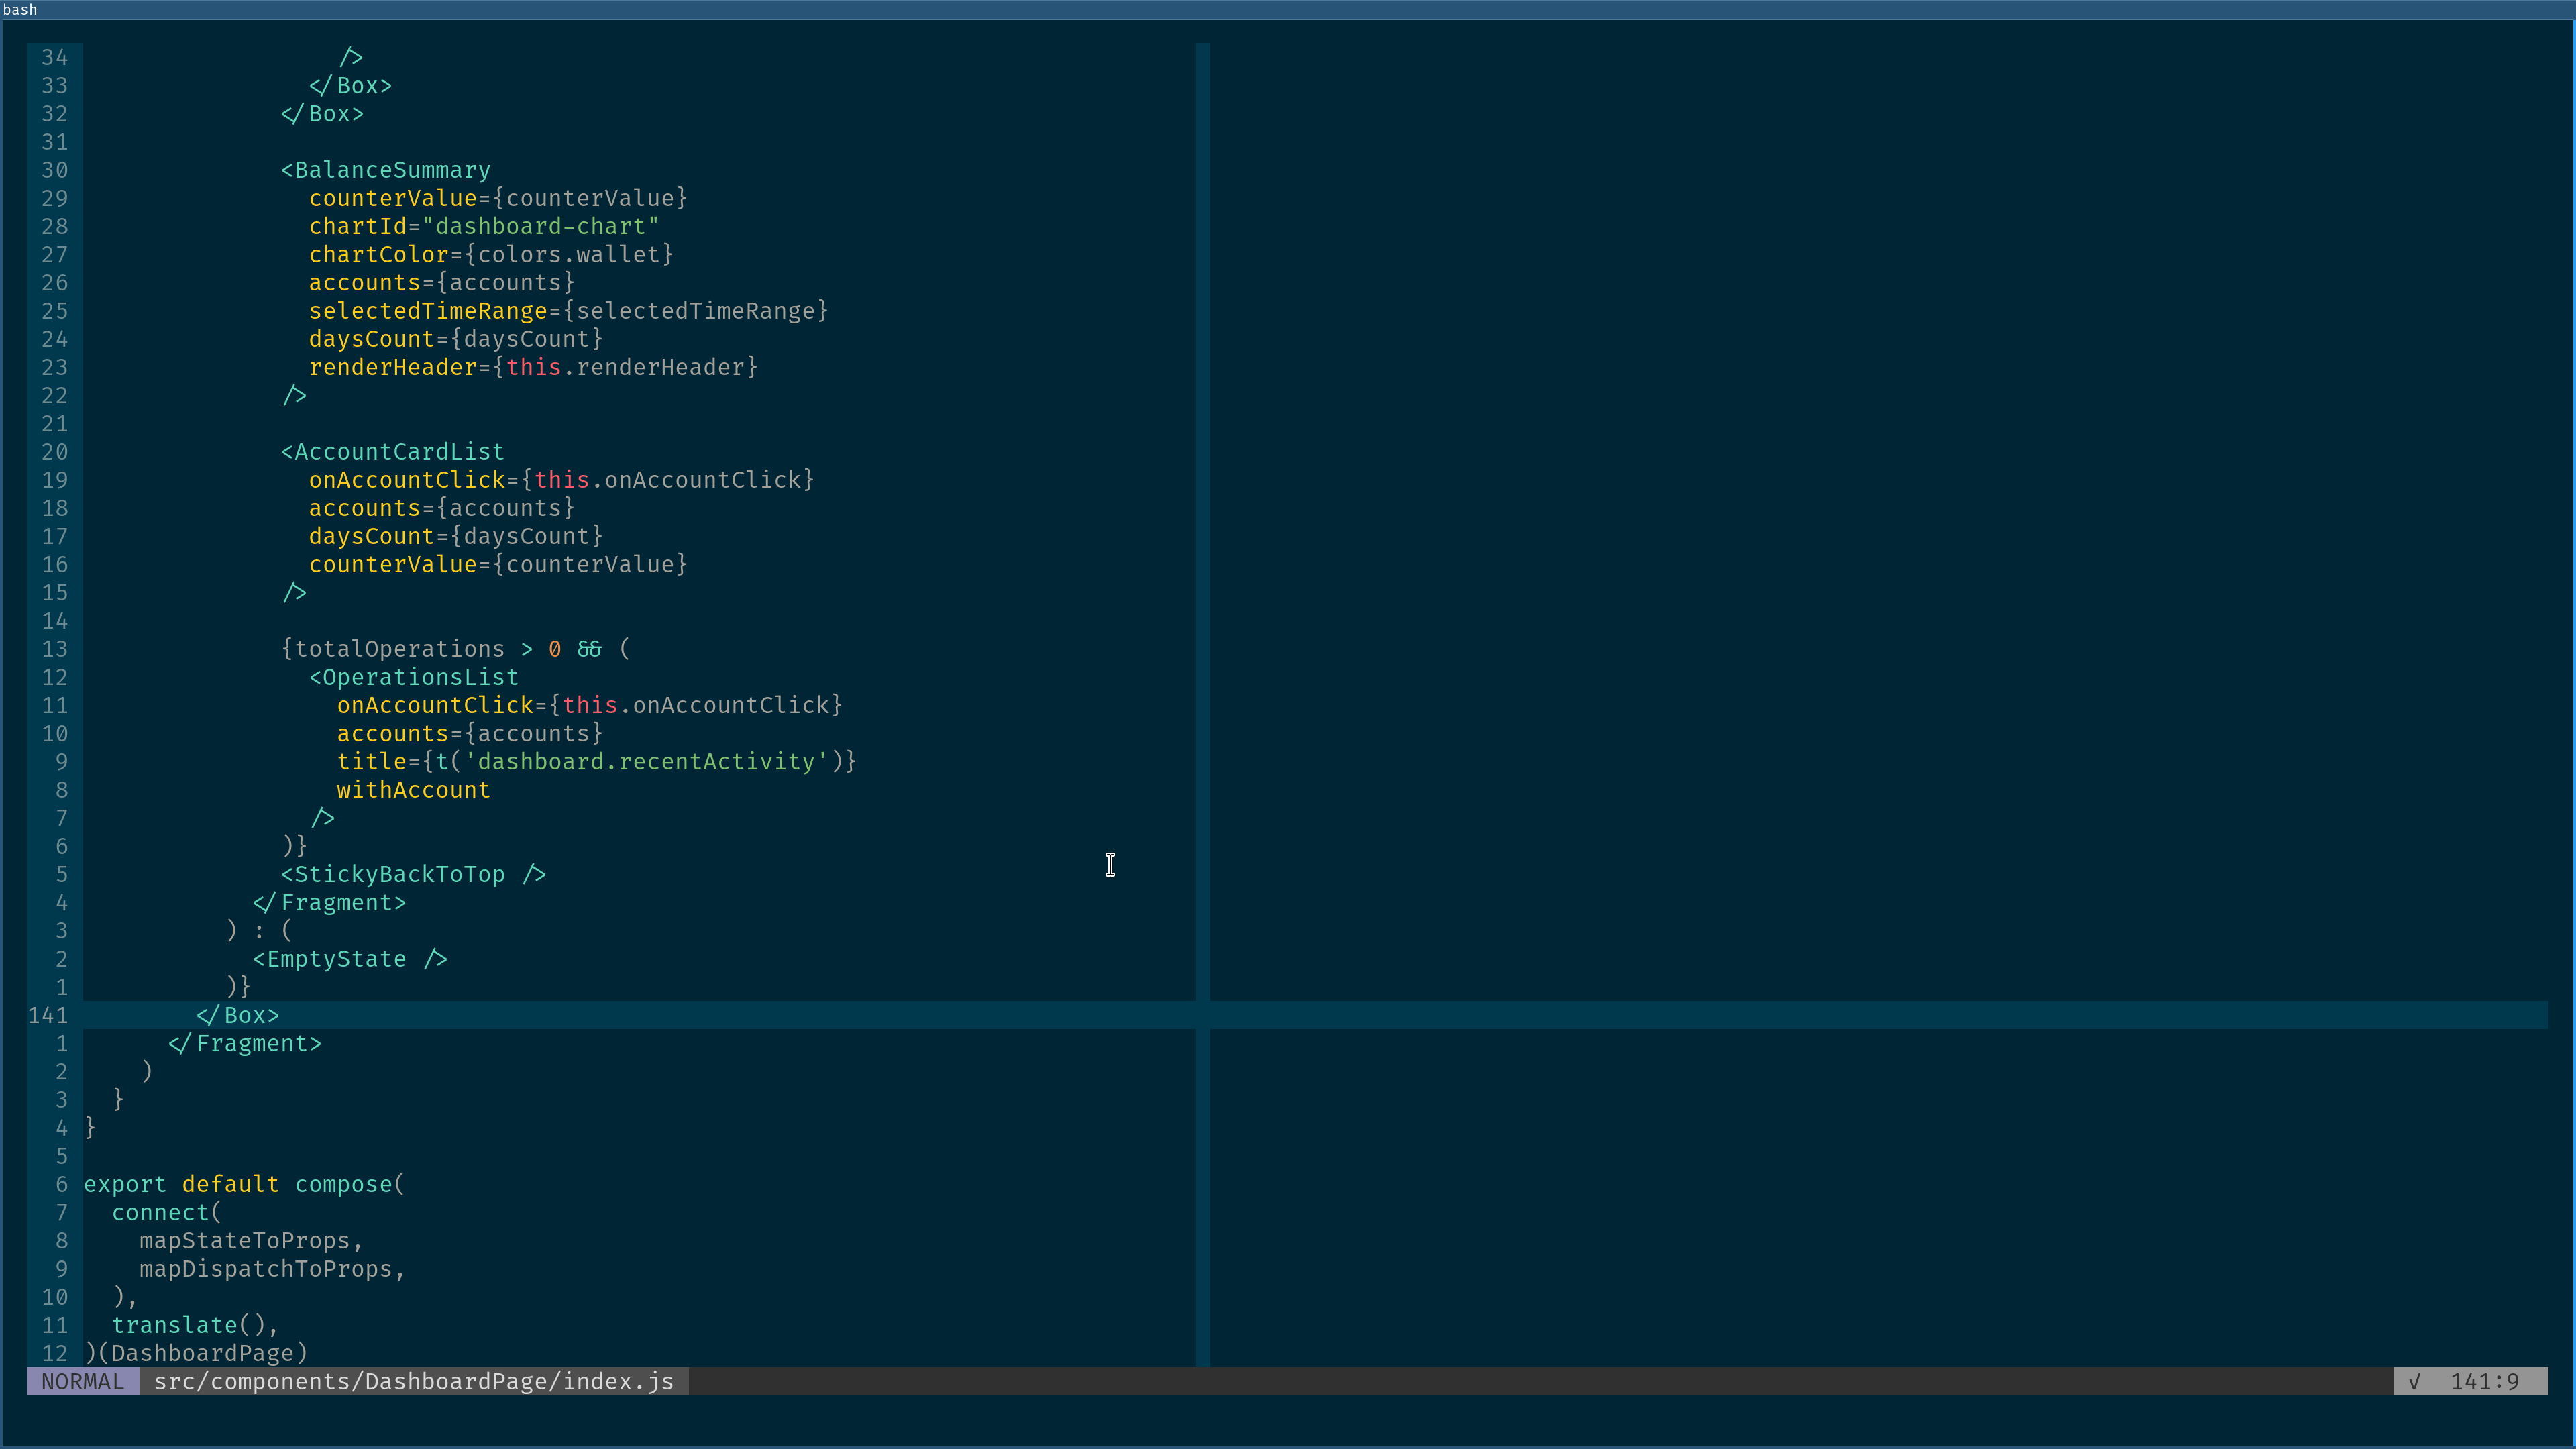 bash
34 />
33 </Box>
32 </Box>
31
30 <BalanceSummary
29 counterValue={counterValue}
28 chartId="dashboard-chart"
27 chartColor={colors.wallet}
26 accounts={accounts}
25 selectedTimeRange={selectedTimeRange}
24 daysCount={daysCount}
23 renderHeader={this.renderHeader}
22 />
21
20 <AccountCardList
19 onAccountClick={this.onAccountClick}
18 accounts={accounts}
17 daysCount={daysCount}
16 counterValue={counterValue}
15 />
14
13 {totalOperations > 0 && (
12 <OperationsList
11 onAccountClick={this.onAccountClick}
10 accounts={accounts}
9 title={t('dashboard.recentActivity')}
8 withAccount
7 />
6 )}
5 <StickyBackToTop />
4 </Fragment>
3 ) : (
2 <EmptyState />
1 )}
141 </Box>
1 </Fragment>
2 )
3 }
4 }
5
6 export default compose(
7 connect(
8 mapStateToProps,
9 mapDispatchToProps,
10 ),
11 translate(),
12 )(DashboardPage)
NORMAL src/components/DashboardPage/index.js √ 141:9